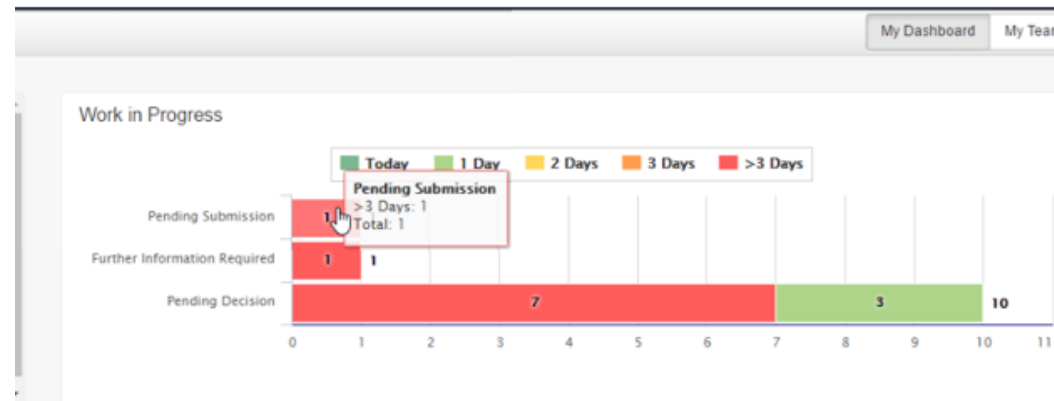 My Dashboard
Work in Progress
Today 1 Day 2 Days 3 Days >3 Days
Pending Submission
>3 Days: 1
Total: 1
Pending Submission 1
Further Information Required 1 1
Pending Decision 7 3 10
0 1 2 3 4 5 6 7 8 9 10 11